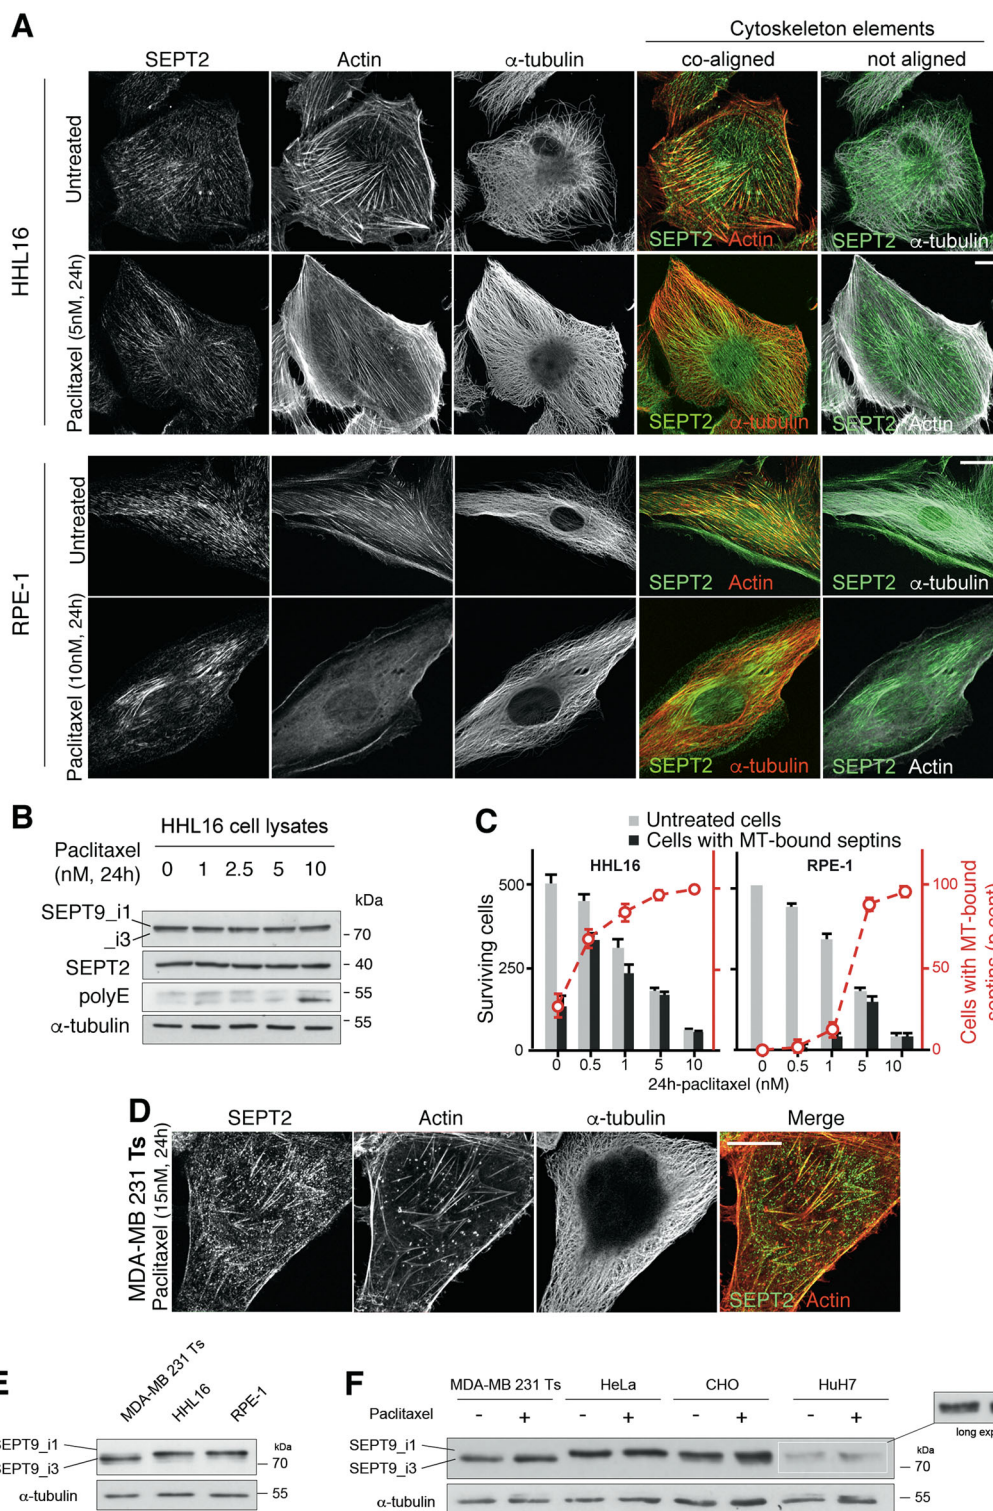 A
Cytoskeleton elements
SEPT2 Actin α-tubulin co-aligned not aligned
HHL16
Untreated
SEPT2 Actin SEPT2 α-tubulin
Paclitaxel (5nM, 24h)
SEPT2 α-tubulin SEPT2 Actin
RPE-1
Untreated
SEPT2 Actin SEPT2 α-tubulin
Paclitaxel (10nM, 24h)
SEPT2 α-tubulin SEPT2 Actin
B
HHL16 cell lysates
Paclitaxel
(nM, 24h) 0 1 2.5 5 10
kDa
SEPT9_i1
_i3
- 70
SEPT2 - 40
polyE - 55
α-tubulin - 55
C
Untreated cells
Cells with MT-bound septins
HHL16 RPE-1
Surviving cells
500
250
0
100
50
0
Cells with MT-bound
septins (p.cent)
0 0.5 1 5 10 0 0.5 1 5 10
24h-paclitaxel (nM)
D
SEPT2 Actin α-tubulin Merge
MDA-MB 231 Ts
Paclitaxel (15nM, 24h)
SEPT2 Actin
E
MDA-MB 231 Ts
HHL16
RPE-1
SEPT9_i1
SEPT9_i3
kDa
- 70
α-tubulin - 55
F
MDA-MB 231 Ts HeLa CHO HuH7
Paclitaxel - + - + - + - +
long exp
SEPT9_i1
SEPT9_i3
kDa
- 70
α-tubulin - 55